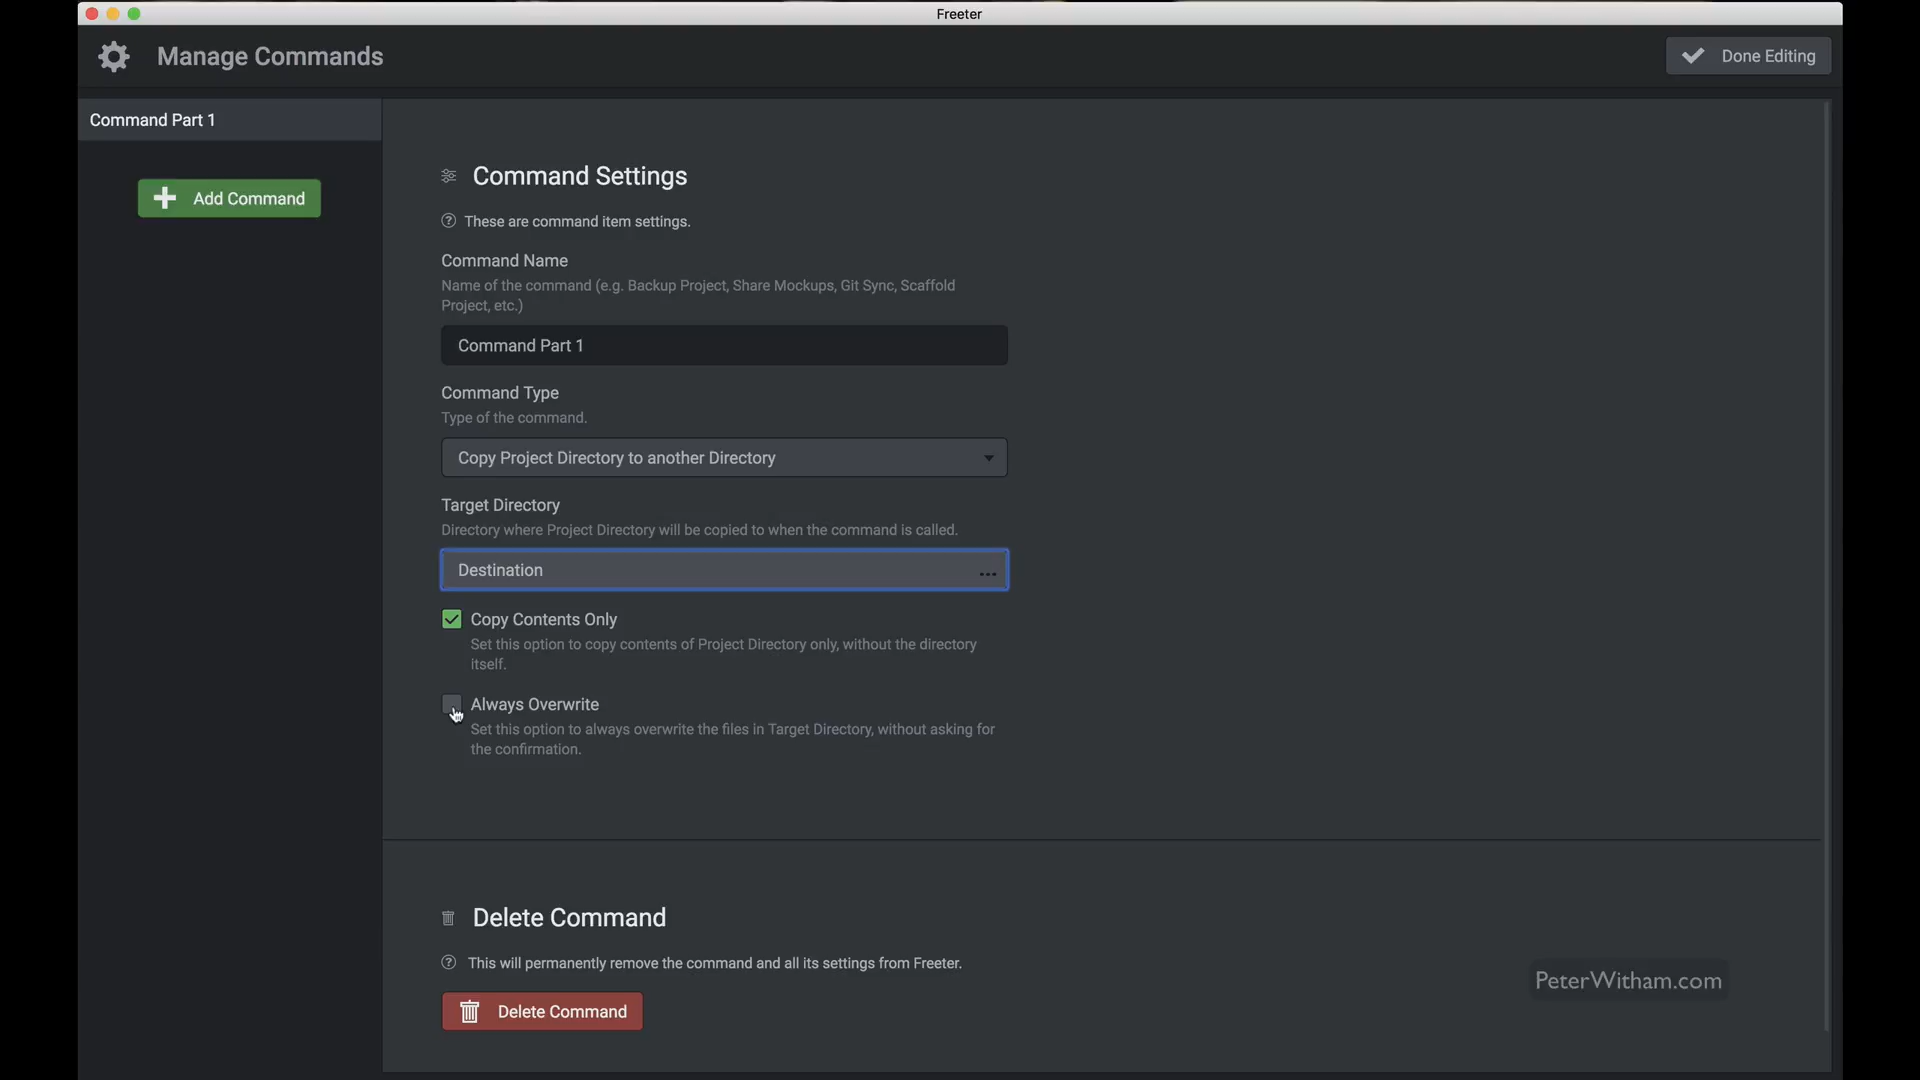 Freeter
Manage Commands
Done Editing
Command Part 1
Add Command
Command Settings
These are command item settings.
Command Name
Name of the command (e.g. Backup Project, Share Mockups, Git Sync, Scaffold
Project, etc.)
Command Part 1
Command Type
Type of the command.
Copy Project Directory to another Directory
Target Directory
Directory where Project Directory will be copied to when the command is called.
Destination ...
Copy Contents Only
Set this option to copy contents of Project Directory only, without the directory
itself.
Always Overwrite
Set this option to always overwrite the files in Target Directory, without asking for
the confirmation.
Delete Command
This will permanently remove the command and all its settings from Freeter.
Delete Command
PeterWitham.com